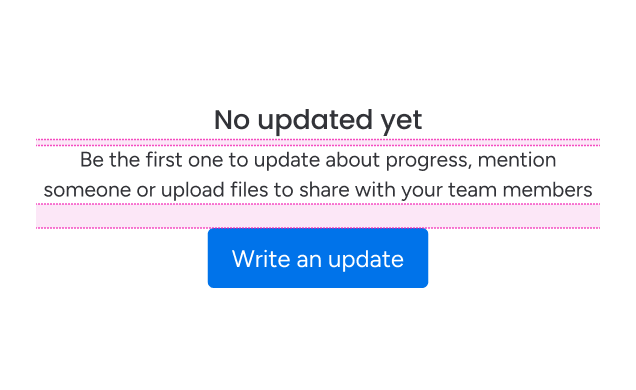 No updated yet
Be the first one to update about progress, mention
someone or upload files to share with your team members
Write an update